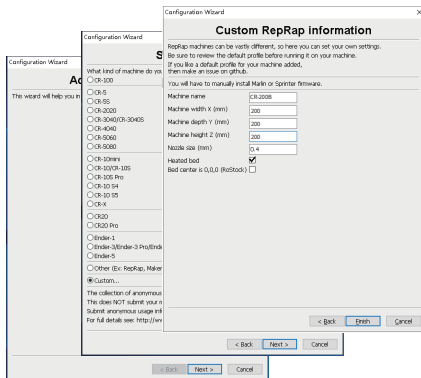 Configuration Wizard
Ad
This wizard will help you in
< Back
Next >
Cancel
Configuration Wizard
S
What kind of machine do you
CR-100
CR-5
CR-5S
CR-2020
CR-3040/CR-3040S
CR-4040
CR-5060
CR-5080
CR-10mini
CR-10/CR-10S
CR-10S Pro
CR-10 S4
CR-10 S5
CR-X
CR20
CR20 Pro
Ender-1
Ender-3/Ender-3 Pro/Ende
Ender-5
Other (Ex: RepRap, Maker
Custom...
The collection of anonymous
This does NOT submit your m
Submit anonymous usage inf
For full details see: http://wi
< Back
Next >
Cancel
Configuration Wizard
Custom RepRap information
RepRap machines can be vastly different, so here you can set your own settings.
Be sure to review the default profile before running it on your machine.
If you like a default profile for your machine added,
then make an issue on github.
You will have to manually install Marlin or Sprinter firmware.
Machine name CR-200B
Machine width X (mm) 200
Machine depth Y (mm) 200
Machine height Z (mm) 200
Nozzle size (mm) 0.4
Heated bed
Bed center is 0,0,0 (RoStock)
< Back
Finish
Cancel